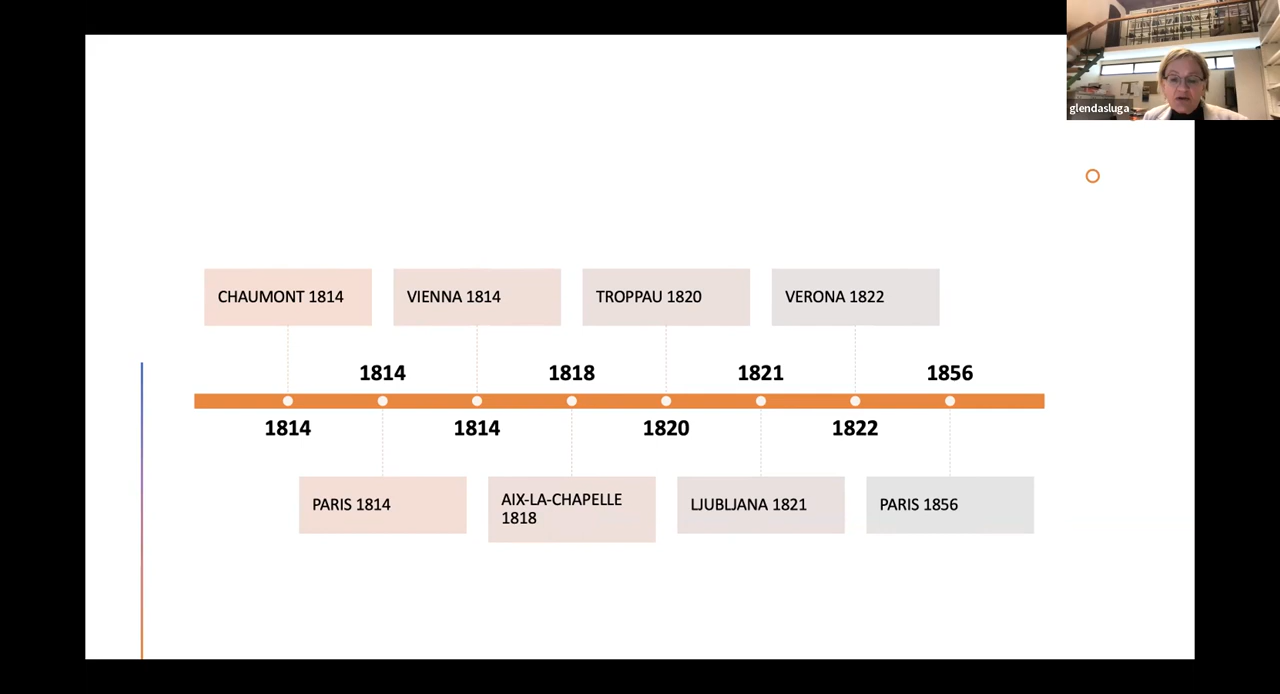 glendasluga
CHAUMONT 1814
VIENNA 1814
TROPPAU 1820
VERONA 1822
1814
1818
1821
1856
1814
1814
1820
1822
PARIS 1814
AIX-LA-CHAPELLE
1818
LJUBLJANA 1821
PARIS 1856